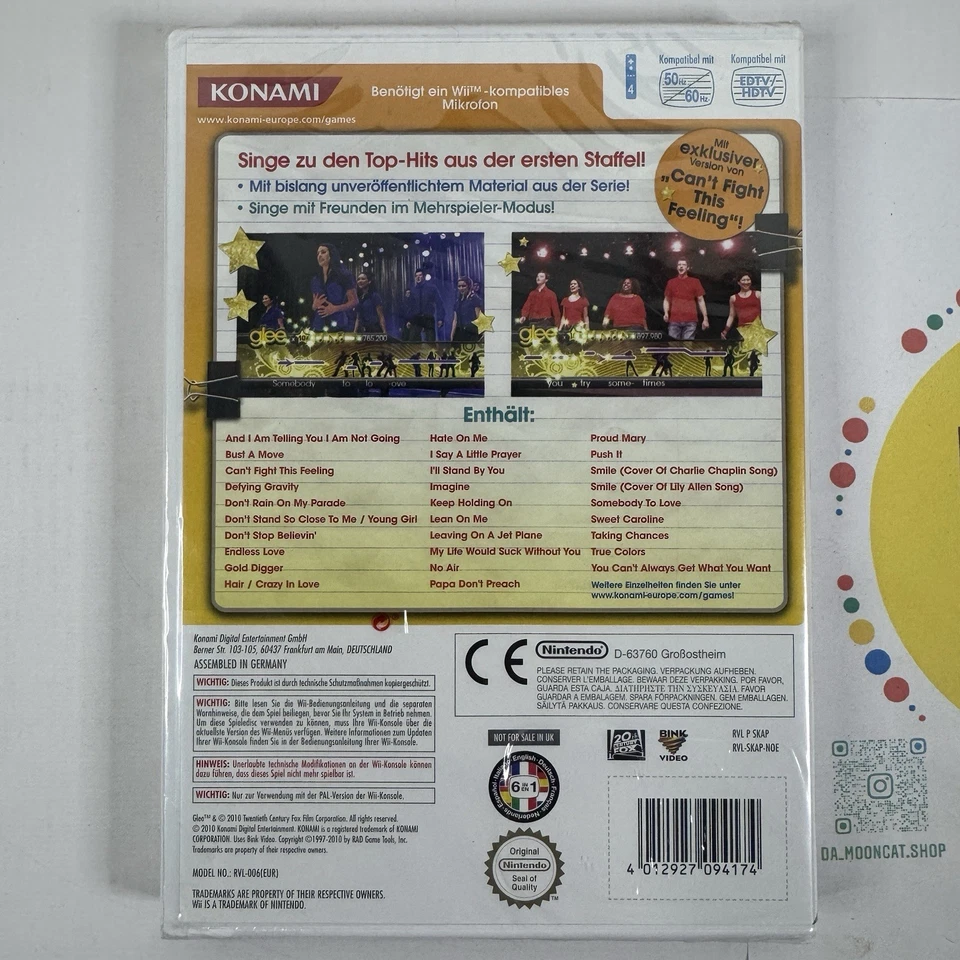 KONAMI
www.konami-europe.com/games
Benötigt ein Wii™-kompatibles
Mikrofon
4
Kompatibel mit
50Hz
60Hz
Kompatibel mit
EDTV/
HDTV
Mit
exklusiver
Version von
„Can't Fight
This
Feeling“!
Singe zu den Top-Hits aus der ersten Staffel!
• Mit bislang unveröffentlichtem Material aus der Serie!
• Singe mit Freunden im Mehrspieler-Modus!
glee
765,200
Somebody to lo ove
glee
827,980
You try some- times
Enthält:
And I Am Telling You I Am Not Going
Bust A Move
Can't Fight This Feeling
Defying Gravity
Don't Rain On My Parade
Don't Stand So Close To Me / Young Girl
Don't Stop Believin'
Endless Love
Gold Digger
Hair / Crazy In Love
Hate On Me
I Say A Little Prayer
I'll Stand By You
Imagine
Keep Holding On
Lean On Me
Leaving On A Jet Plane
My Life Would Suck Without You
No Air
Papa Don't Preach
Proud Mary
Push It
Smile (Cover Of Charlie Chaplin Song)
Smile (Cover Of Lily Allen Song)
Somebody To Love
Sweet Caroline
Taking Chances
True Colors
You Can't Always Get What You Want
Weitere Einzelheiten finden Sie unter
www.konami-europe.com/games!
Konami Digital Entertainment GmbH
Berner Str. 103-105, 60437 Frankfurt am Main, DEUTSCHLAND
ASSEMBLED IN GERMANY
WICHTIG: Dieses Produkt ist durch technische Schutzmaßnahmen kopiergeschützt.
WICHTIG: Bitte lesen Sie die Wii-Bedienungsanleitung und die separaten
Warnhinweise, die dem Spiel beiliegen, bevor Sie Ihr System in Betrieb nehmen.
Um diese Spieledisc verwenden zu können, muss Ihre Wii-Konsole über die
aktuellste Version des Wii-Menüs verfügen. Weitere Informationen zum Updaten
Ihrer Wii-Konsole finden Sie in der Bedienungsanleitung Ihrer Wii-Konsole.
HINWEIS: Unerlaubte technische Modifikationen an der Wii-Konsole können
dazu führen, dass dieses Spiel nicht mehr spielbar ist.
WICHTIG: Nur zur Verwendung mit der PAL-Version der Wii-Konsole.
Glee™ & © 2010 Twentieth Century Fox Film Corporation. All rights reserved.
© 2010 Konami Digital Entertainment. KONAMI is a registered trademark of KONAMI
CORPORATION. Uses Bink Video. Copyright ©1997-2010 by RAD Game Tools, Inc.
Trademarks are property of their respective owners.
MODEL NO.: RVL-006(EUR)
TRADEMARKS ARE PROPERTY OF THEIR RESPECTIVE OWNERS.
Wii IS A TRADEMARK OF NINTENDO.
CE
Nintendo
D-63760 Großostheim
PLEASE RETAIN THE PACKAGING. VERPACKUNG AUFHEBEN.
CONSERVER L'EMBALLAGE. BEWAAR DEZE VERPAKKING. POR FAVOR,
GUARDA ESTA CAJA. ΔΙΑΤΗΡΗΣΤΕ ΤΗΝ ΣΥΣΚΕΥΑΣΙΑ. FAVOR
GUARDAR A EMBALAGEM. SPARA FÖRPACKNINGEN. GEM EMBALLAGEN.
SÄILYTÄ PAKKAUS. CONSERVARE QUESTA CONFEZIONE.
NOT FOR SALE IN UK
English · Deutsch · Français · Nederlands · Español · Italiano
6 IN EN 1
20th
CENTURY
FOX
BINK
VIDEO
RVL P SKAP
RVL-SKAP-NOE
Original
Nintendo
Seal of
Quality
TM
4 012927 094174
DA_MOONCAT.SHOP